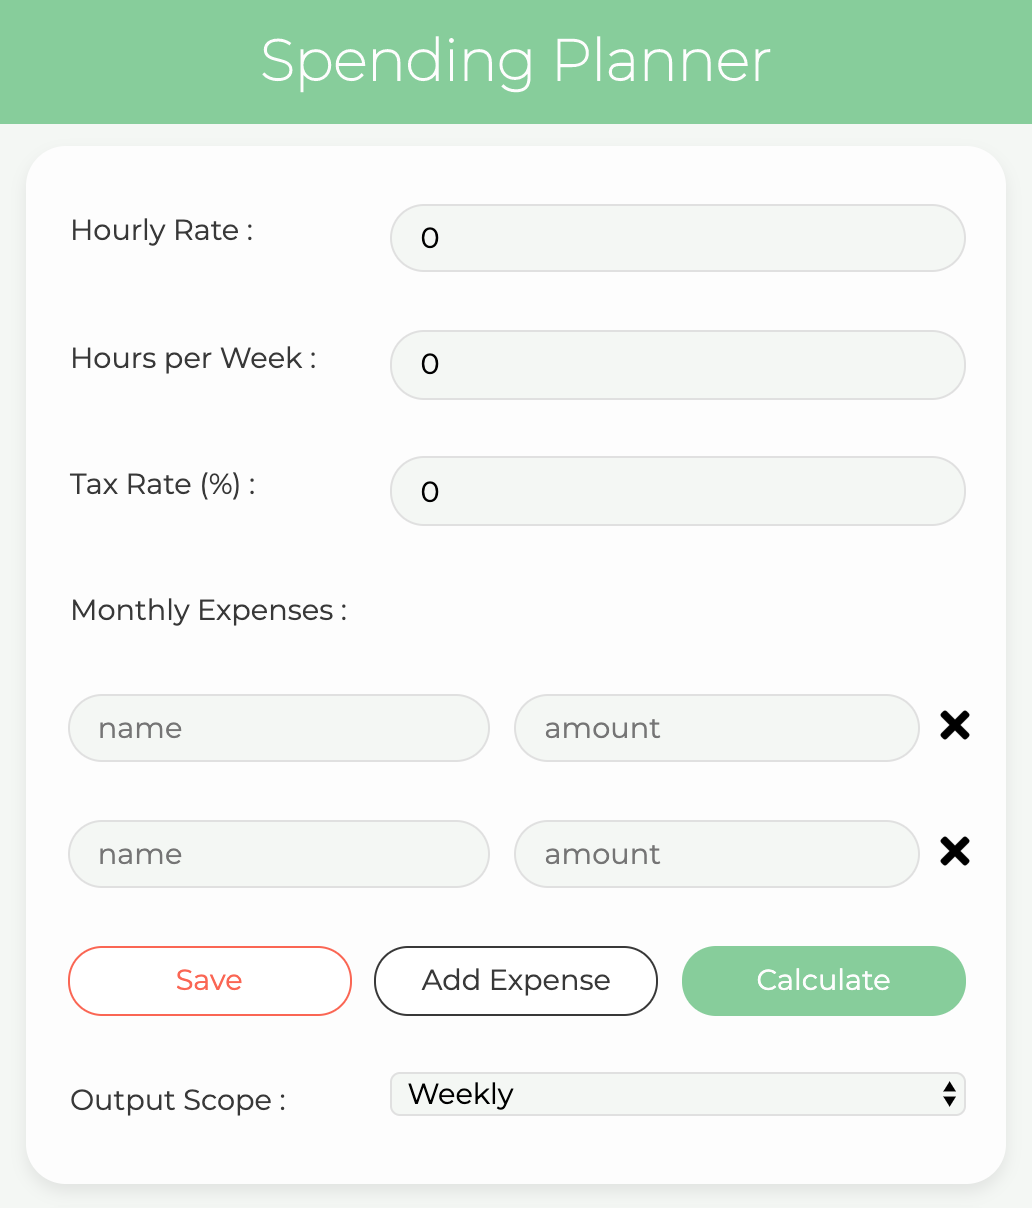 Spending Planner
Hourly Rate :
0
Hours per Week :
0
Tax Rate (%) :
0
Monthly Expenses :
name amount
name amount
Save Add Expense Calculate
Output Scope : Weekly